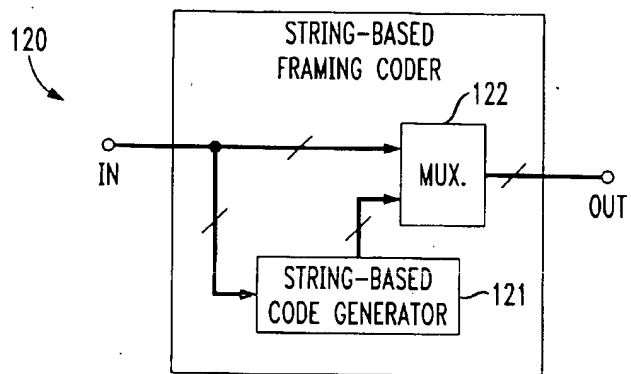 120
STRING-BASED
FRAMING CODER
122
IN
MUX.
OUT
STRING-BASED
CODE GENERATOR
121